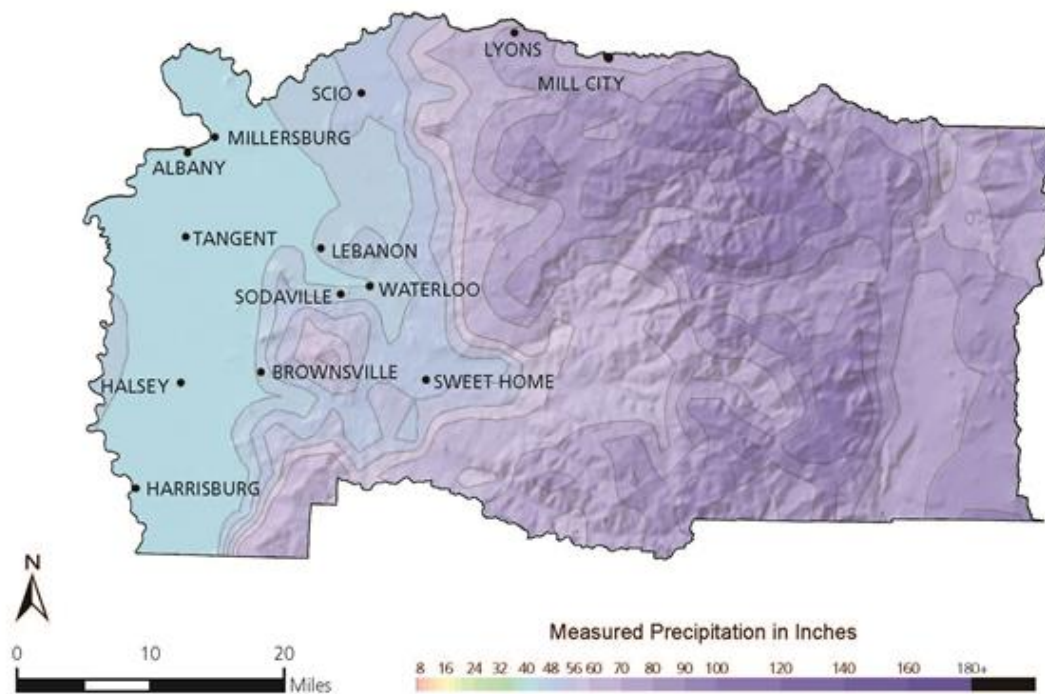 LYONS
MILL CITY
SCIO
MILLERSBURG
ALBANY
TANGENT
LEBANON
SODAVILLE
WATERLOO
BROWNSVILLE
SWEET HOME
HALSEY
HARRISBURG
N
Measured Precipitation in Inches
0 10 20
Miles
8 16 24 32 40 48 56 60 70 80 90 100 120 140 160 180+